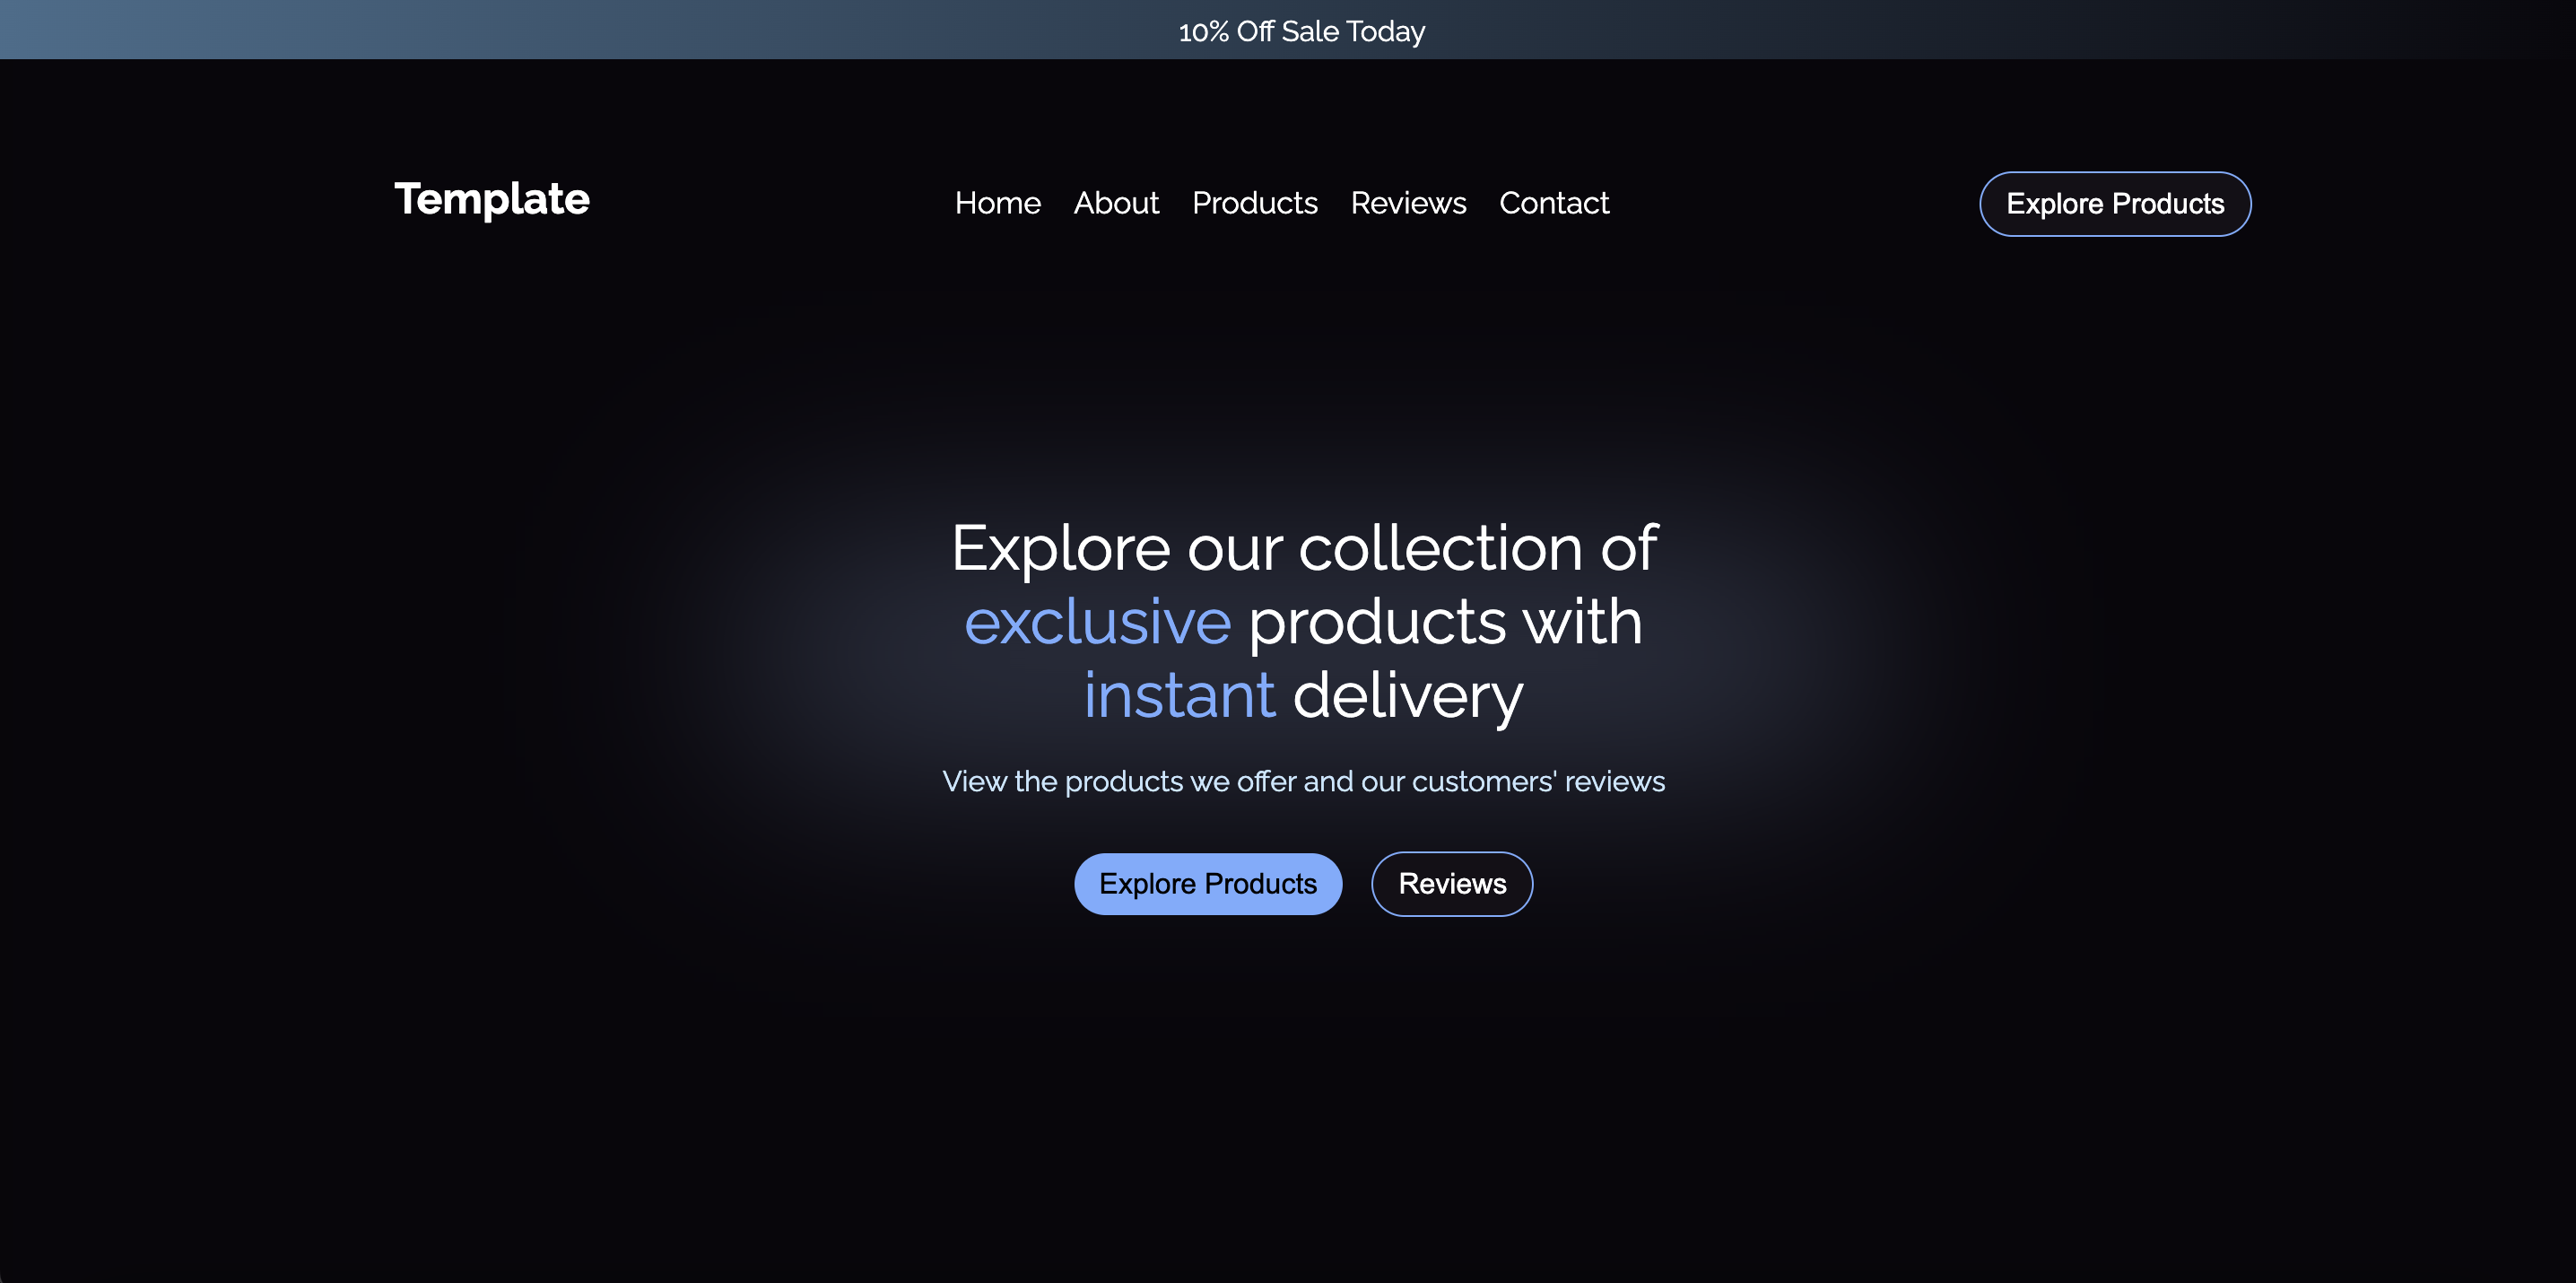 10% Off Sale Today
Template
Home About Products Reviews Contact
Explore Products
Explore our collection of
exclusive products with
instant delivery
View the products we offer and our customers' reviews
Explore Products
Reviews